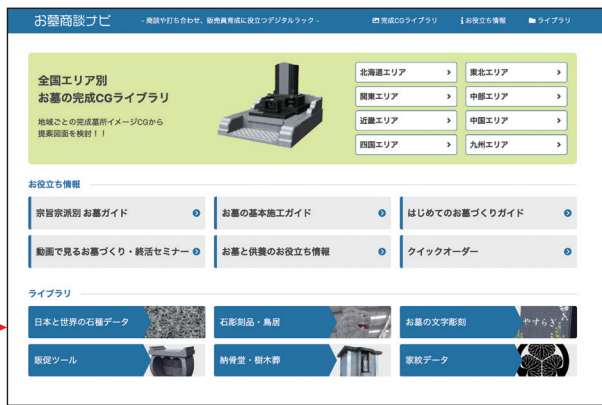 お墓商談ナビ
- 商談や打ち合わせ、販売員育成に役立つデジタルラック -
完成CGライブラリ
お役立ち情報
ライブラリ
全国エリア別
お墓の完成CGライブラリ
地域ごとの完成墓所イメージCGから
提案図面を検討!!
北海道エリア
東北エリア
関東エリア
中部エリア
近畿エリア
中国エリア
四国エリア
九州エリア
お役立ち情報
宗旨宗派別 お墓ガイド
お墓の基本施工ガイド
はじめてのお墓づくりガイド
動画で見るお墓づくり・終活セミナー
お墓と供養のお役立ち情報
クイックオーダー
ライブラリ
日本と世界の石種データ
石彫刻品・鳥居
お墓の文字彫刻
やすらぎ
販促ツール
納骨堂・樹木葬
家紋データ